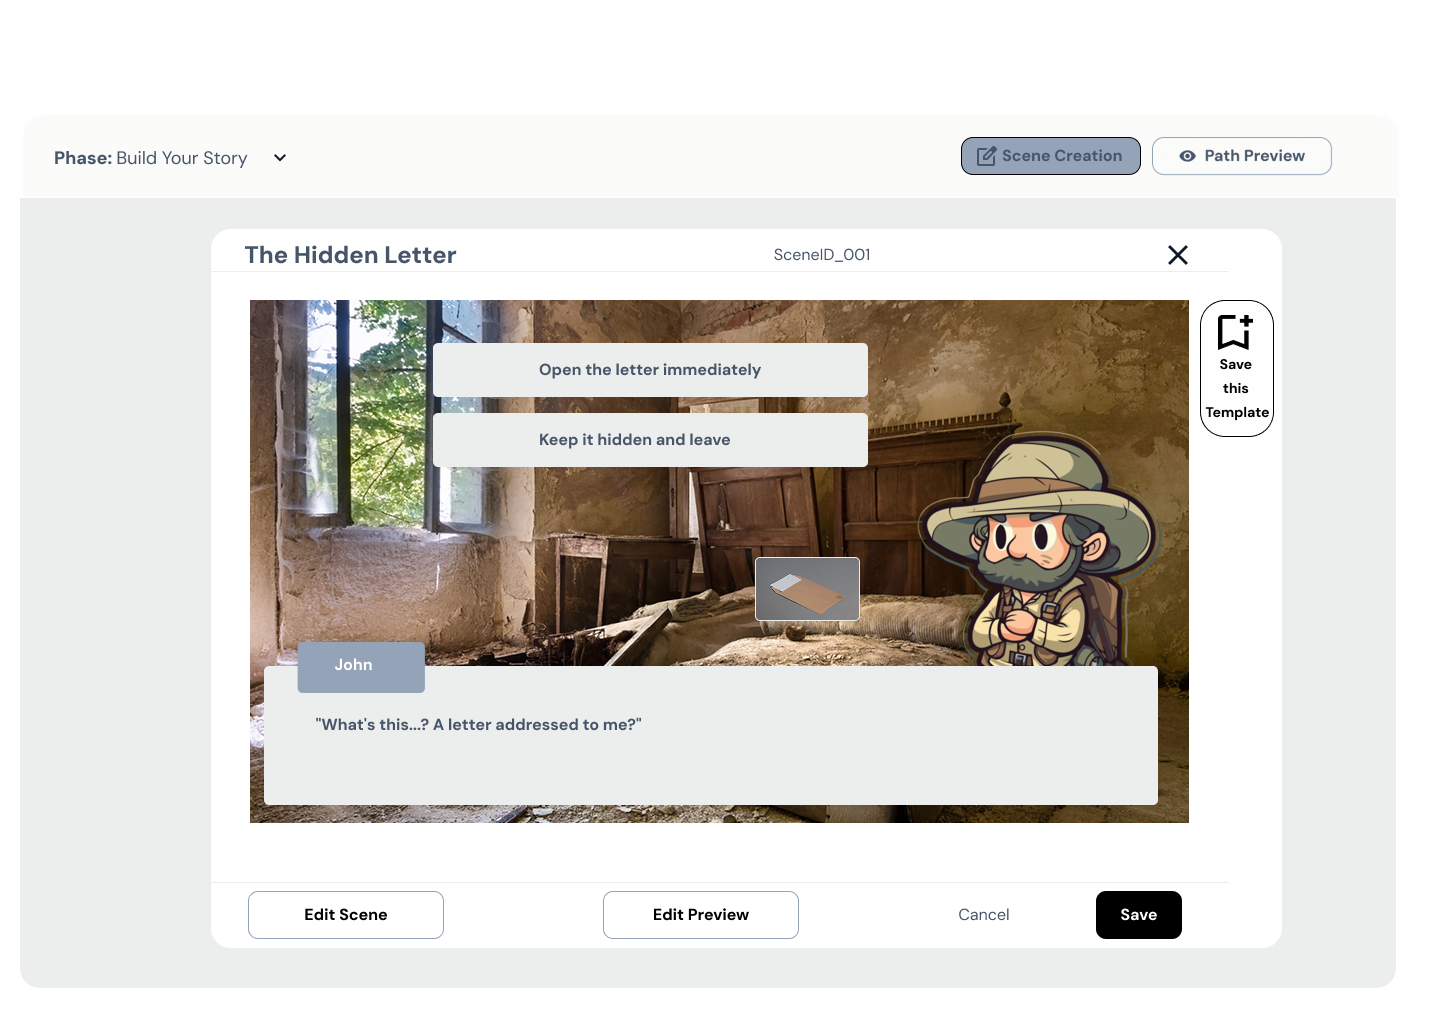 Phase: Build Your Story
Scene Creation
Path Preview
The Hidden Letter
SceneID_001
Open the letter immediately
Keep it hidden and leave
Save
this
Template
John
"What's this...? A letter addressed to me?"
Edit Scene
Edit Preview
Cancel
Save